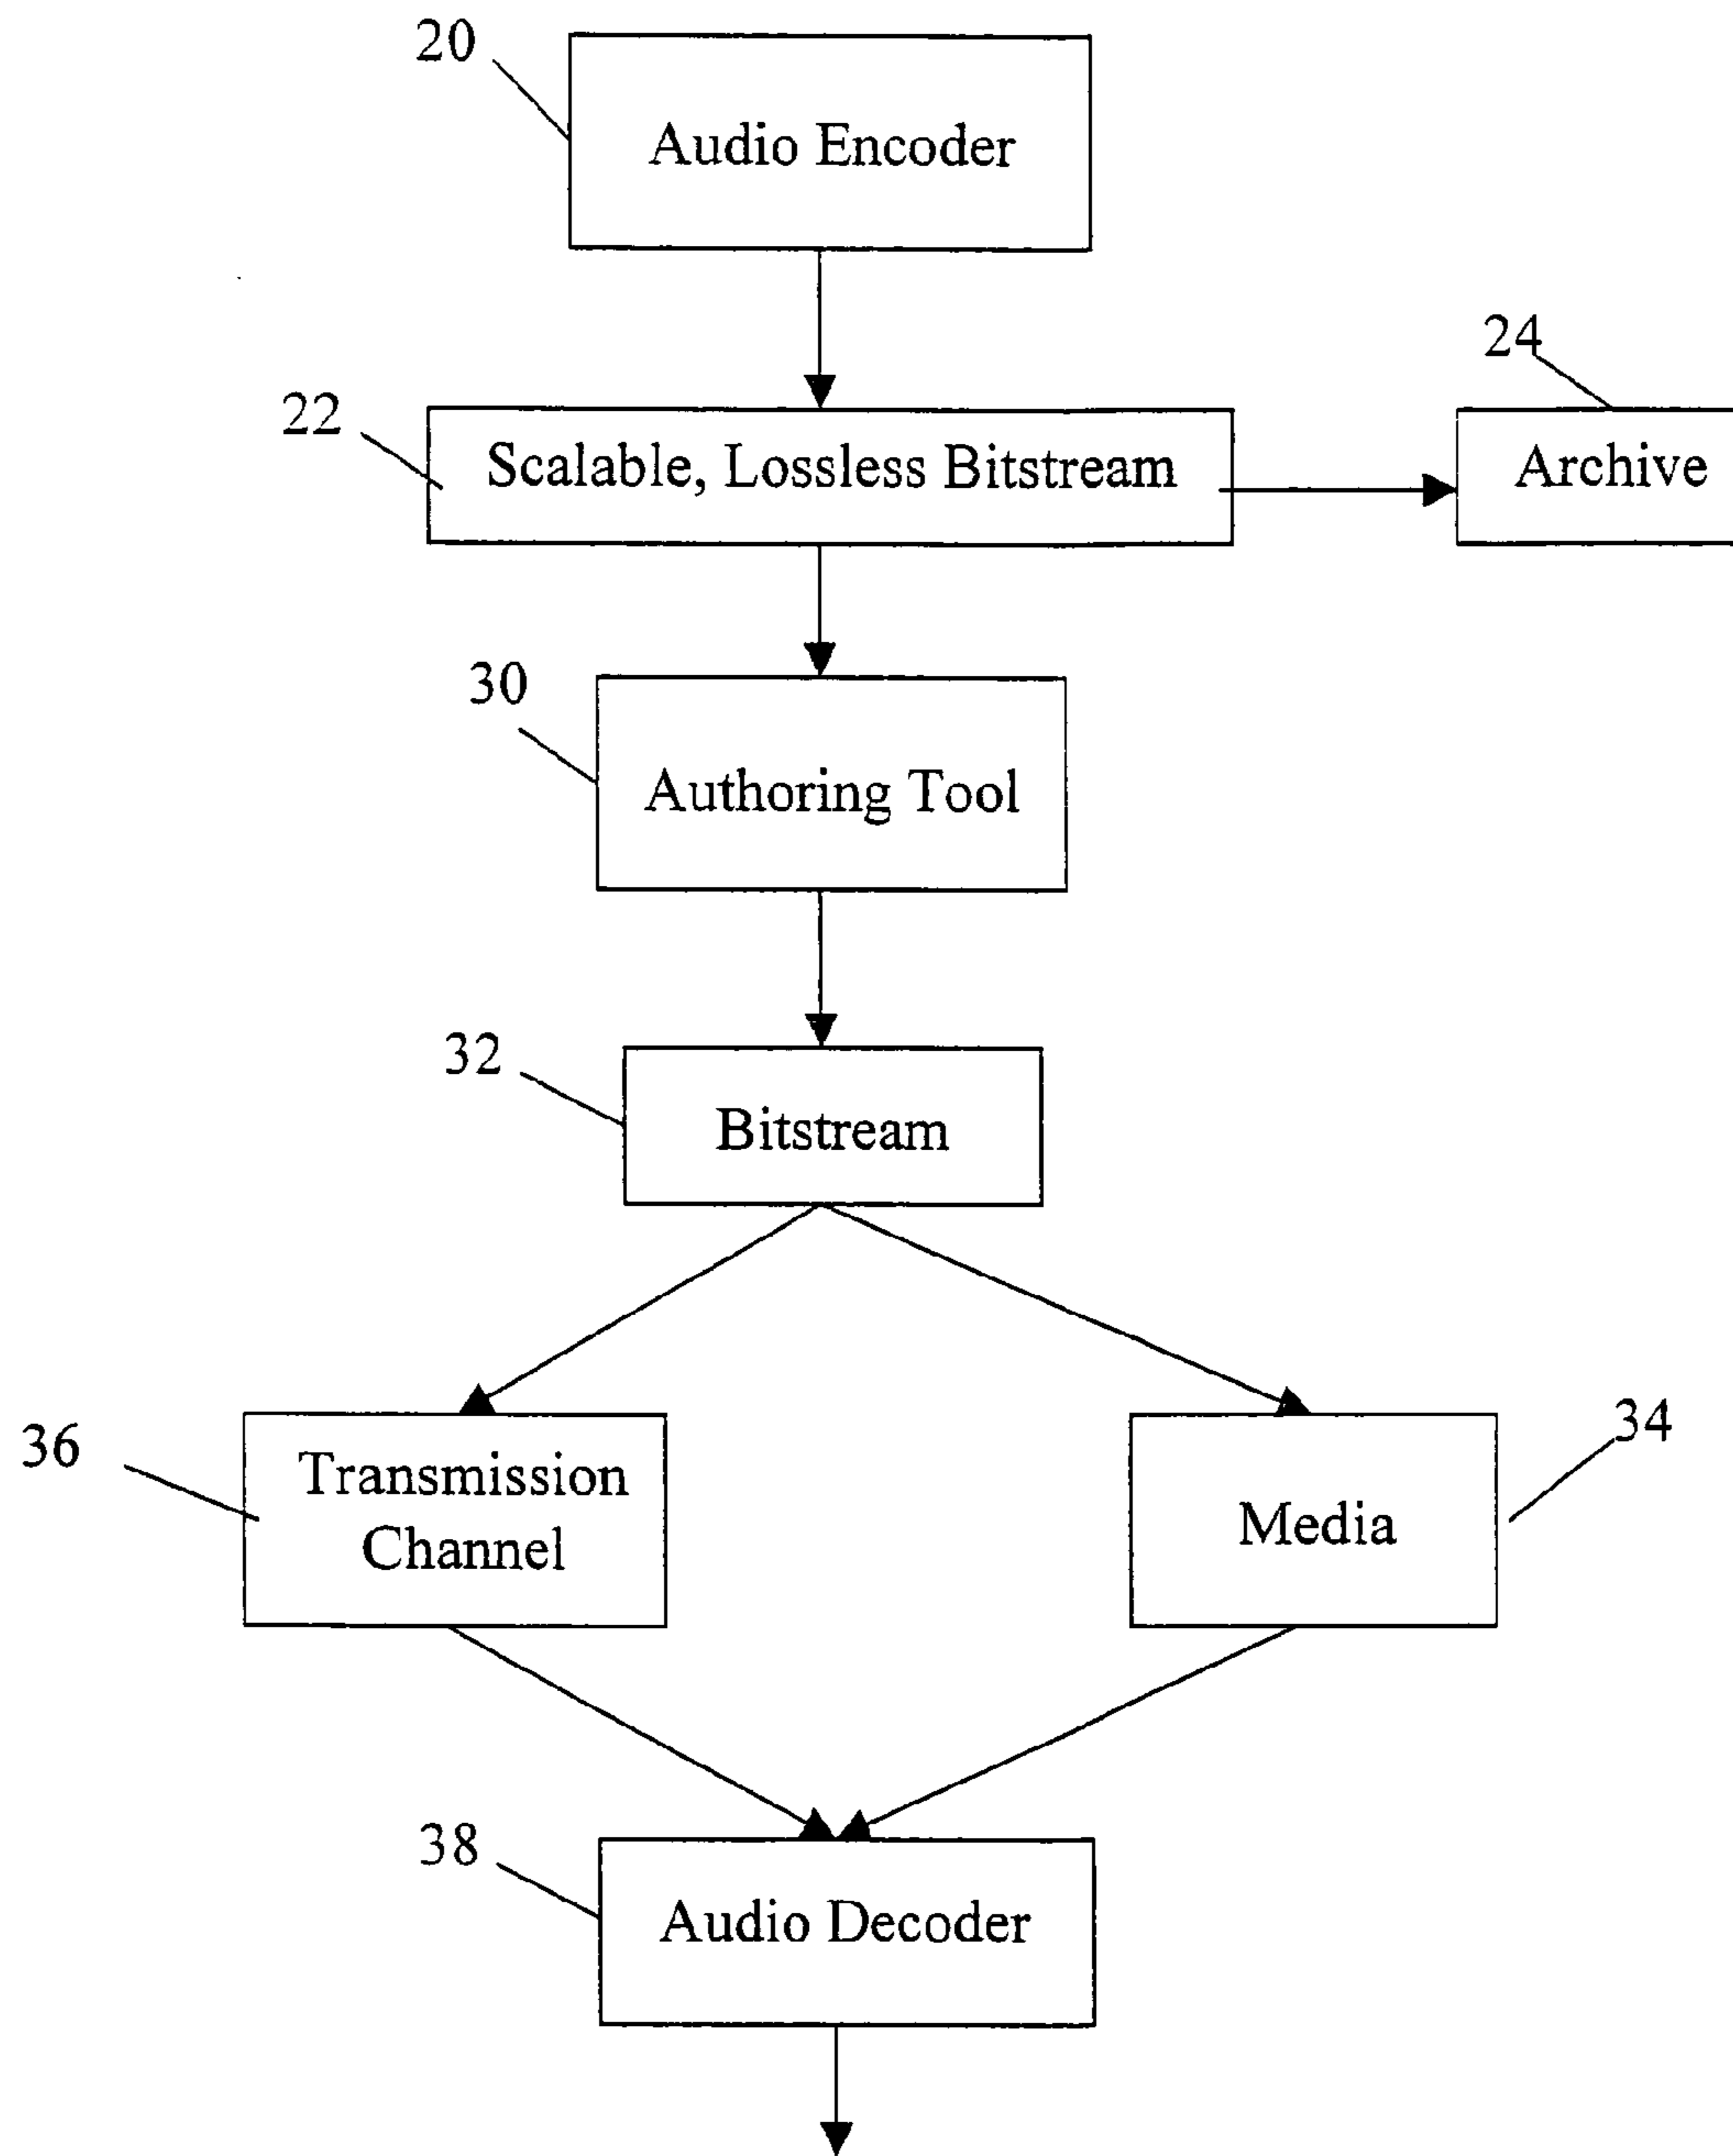 20
Audio Encoder
24
22
Scalable, Lossless Bitstream
Archive
30
Authoring Tool
32
Bitstream
36
Transmission
Channel
34
Media
38
Audio Decoder